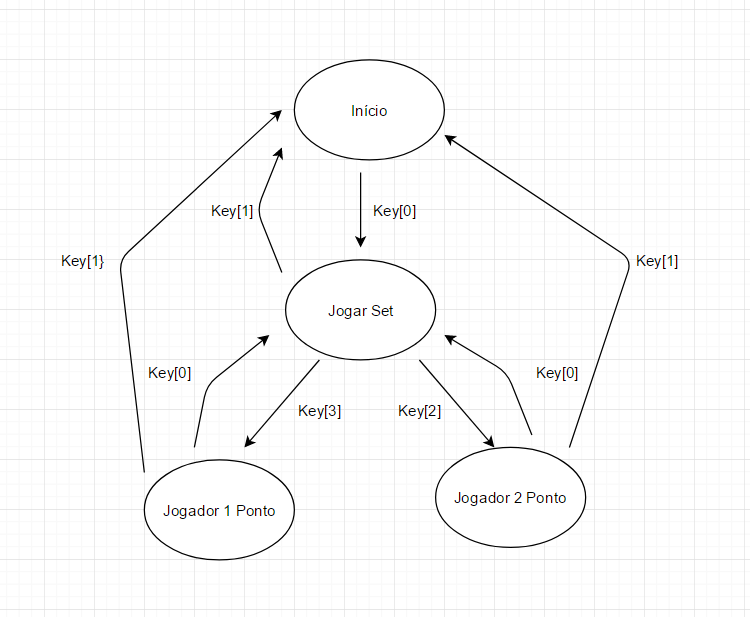 Início
Key[1]
Key[0]
Key[1}
Key[1]
Jogar Set
Key[0]
Key[0]
Key[3]
Key[2]
Jogador 1 Ponto
Jogador 2 Ponto